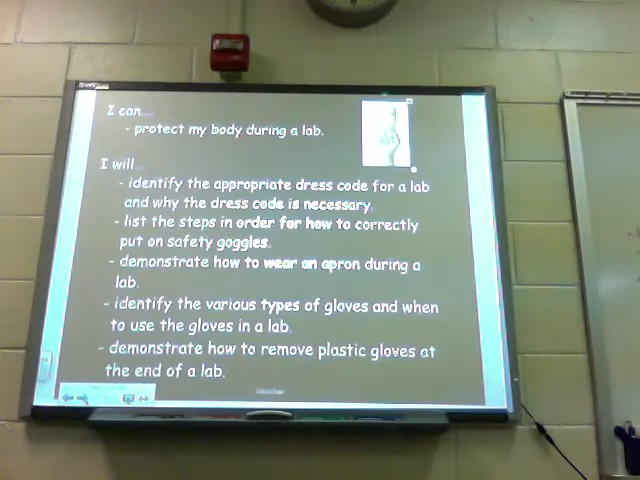 I can....
- protect my body during a lab.
I will...
- identify the appropriate dress code for a lab
and why the dress code is necessary.
- list the steps in order for how to correctly
put on safety goggles.
- demonstrate how to wear an apron during a
lab.
- identify the various types of gloves and when
to use the gloves in a lab.
- demonstrate how to remove plastic gloves at
the end of a lab.